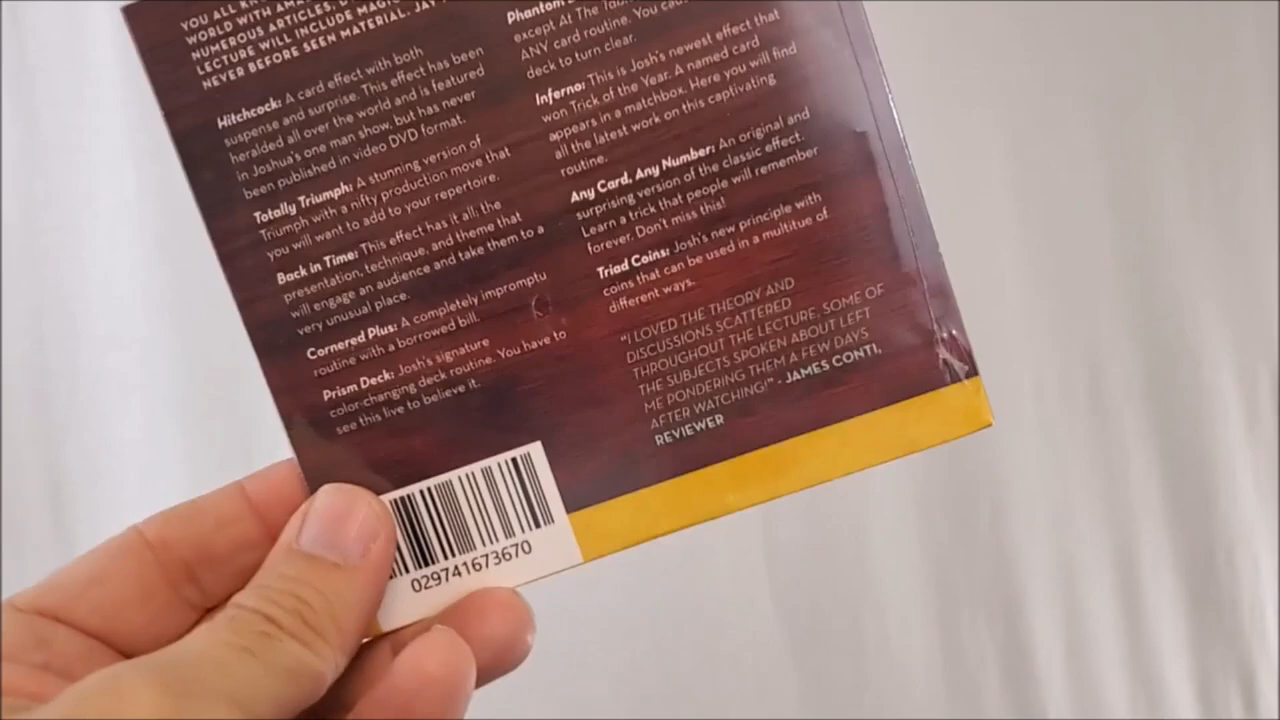 YOU ALL
WORLD WITH
NUMEROUS ARTICLES,
LECTURE WILL INCLUDE
NEVER BEFORE SEEN MATERIAL. JAY
Hitchcock: A card effect with both
suspense and surprise. This effect has been
heralded all over the world and is featured
in Joshua's one man show, but has never
been published in video DVD format.
Totally Triumph: A stunning version of
Triumph with a nifty production move that
you will want to add to your repertoire.
Back in Time: This effect has it all, the
presentation, technique, and theme that
will engage an audience and take them to a
very unusual place.
Cornered Plus: A completely impromptu
routine with a borrowed bill.
Prism Deck: Josh's signature
color-changing deck routine. You have to
see this live to believe it.
Phantom
except At The
ANY card routine. You
deck to turn clear.
Inferno: This is Josh's newest effect that
won Trick of the Year. A named card
appears in a matchbox. Here you will find
all the latest work on this captivating
routine.
Any Card, Any Number: An original and
surprising version of the classic effect.
Learn a trick that people will remember
forever. Don't miss this!
Triad Coins: Josh's new principle with
coins that can be used in a multitue of
different ways.
"I LOVED THE THEORY AND
DISCUSSIONS SCATTERED
THROUGHOUT THE LECTURE. SOME OF
THE SUBJECTS SPOKEN ABOUT LEFT
ME PONDERING THEM A FEW DAYS
AFTER WATCHING!" - JAMES CONTI,
REVIEWER
029741673670